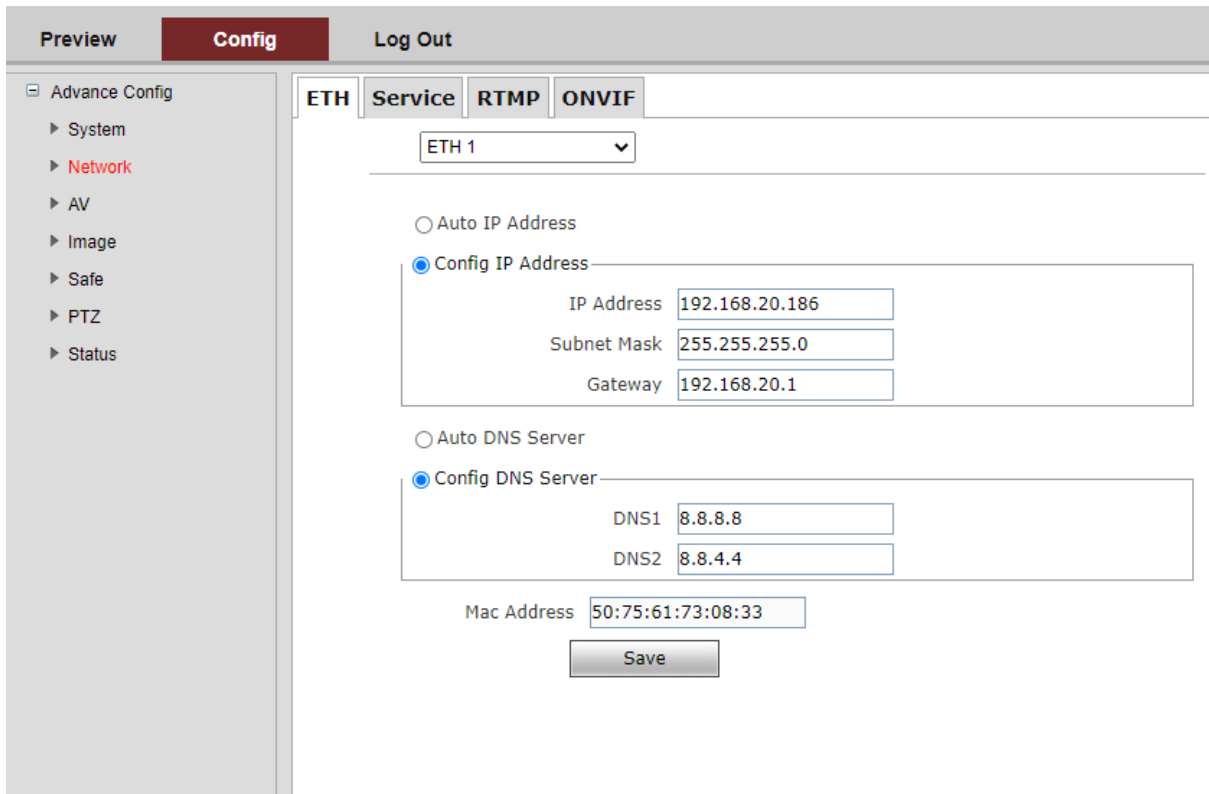 Preview Config Log Out
Advance Config
System
Network
AV
Image
Safe
PTZ
Status
ETH Service RTMP ONVIF
ETH 1
Auto IP Address
Config IP Address
IP Address 192.168.20.186
Subnet Mask 255.255.255.0
Gateway 192.168.20.1
Auto DNS Server
Config DNS Server
DNS1 8.8.8.8
DNS2 8.8.4.4
Mac Address 50:75:61:73:08:33
Save